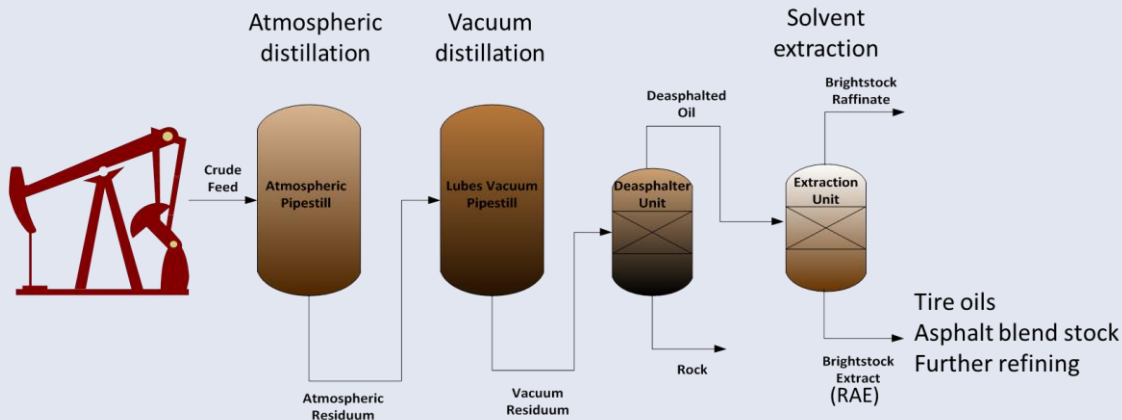 Atmospheric
distillation
Vacuum
distillation
Solvent
extraction
Crude
Feed
Atmospheric
Pipestill
Atmospheric
Residuum
Lubes Vacuum
Pipestill
Vacuum
Residuum
Deasphalted
Oil
Deasphalter
Unit
Rock
Brightstock
Raffinate
Extraction
Unit
Brightstock
Extract
(RAE)
Tire oils
Asphalt blend stock
Further refining